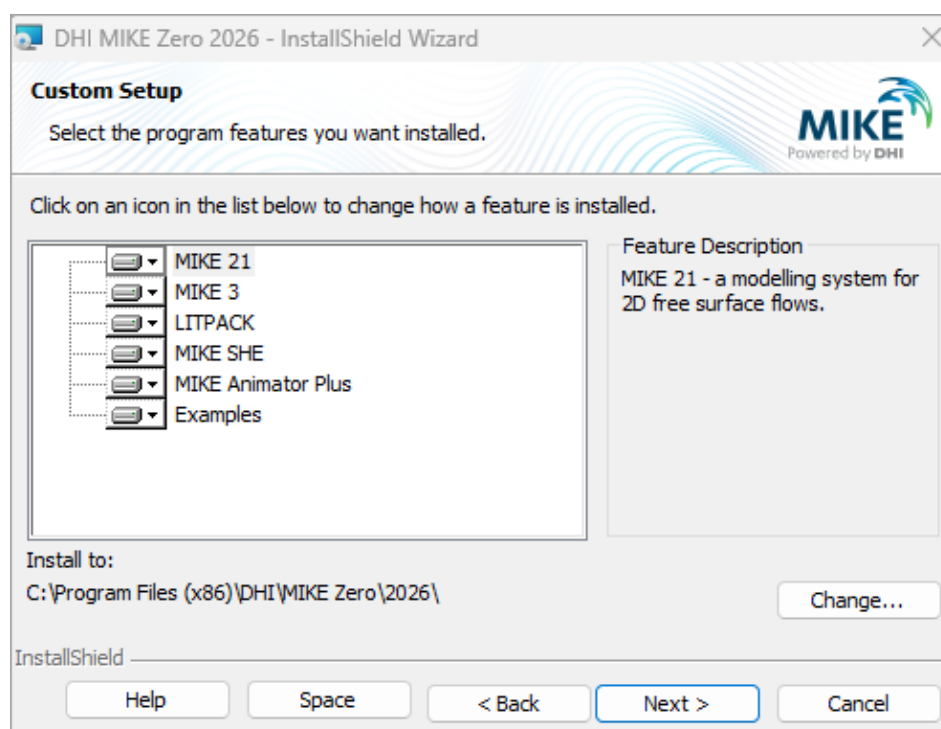 DHI MIKE Zero 2026 - InstallShield Wizard
Custom Setup
Select the program features you want installed.
MIKE
Powered by DHI
Click on an icon in the list below to change how a feature is installed.
MIKE 21
MIKE 3
LITPACK
MIKE SHE
MIKE Animator Plus
Examples
Feature Description
MIKE 21 - a modelling system for
2D free surface flows.
Install to:
C:\Program Files (x86)\DHI\MIKE Zero\2026\
Change...
InstallShield
Help
Space
< Back
Next >
Cancel